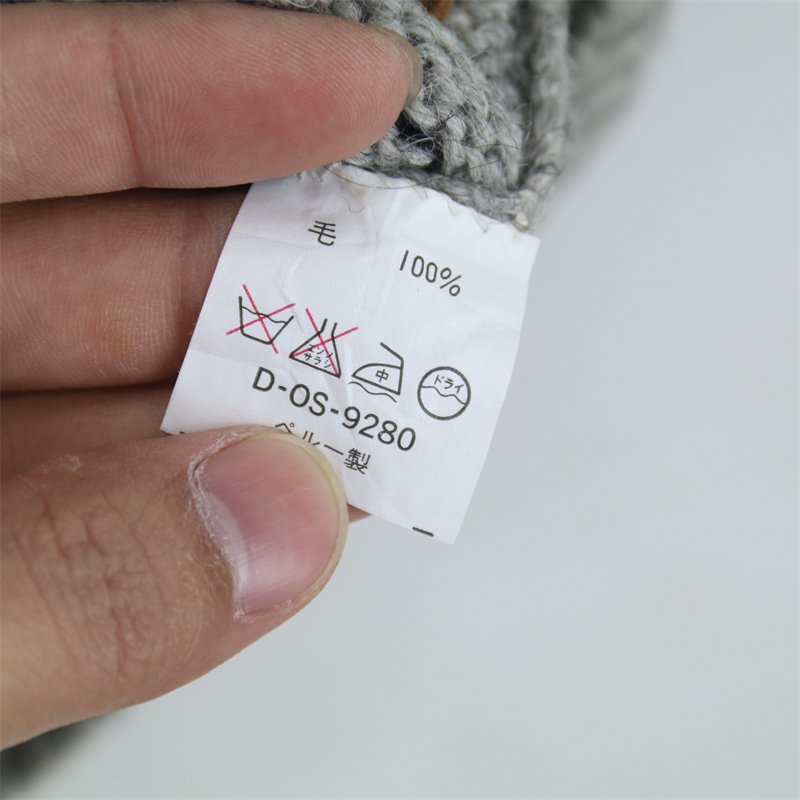 毛 100%
エンソ
サラシ
中
ドライ
D-OS-9280
ペルー製